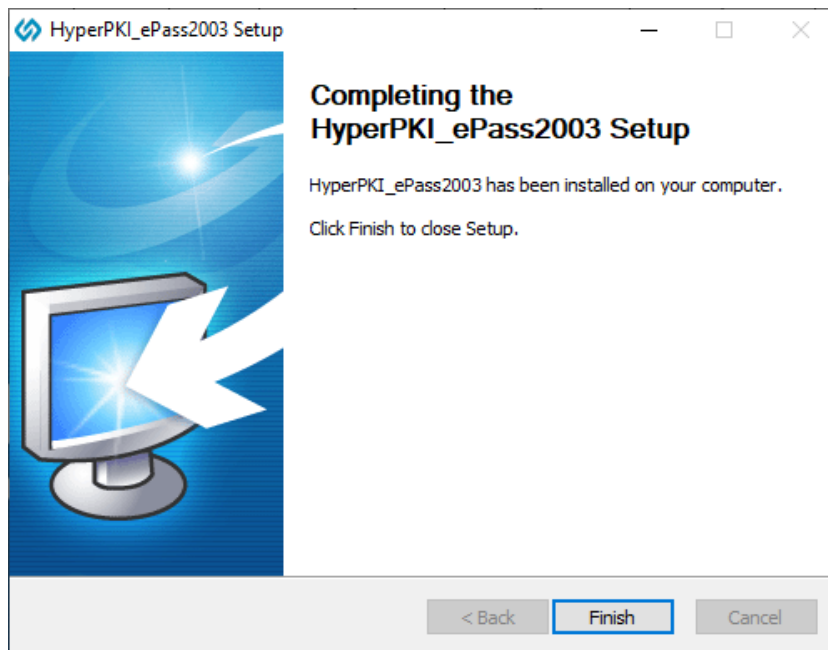 HyperPKI_ePass2003 Setup
Completing the
HyperPKI_ePass2003 Setup
HyperPKI_ePass2003 has been installed on your computer.
Click Finish to close Setup.
< Back
Finish
Cancel